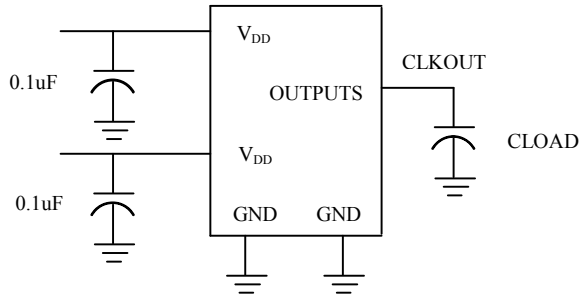 V_DD
CLKOUT
0.1uF
OUTPUTS
CLOAD
V_DD
0.1uF
GND GND